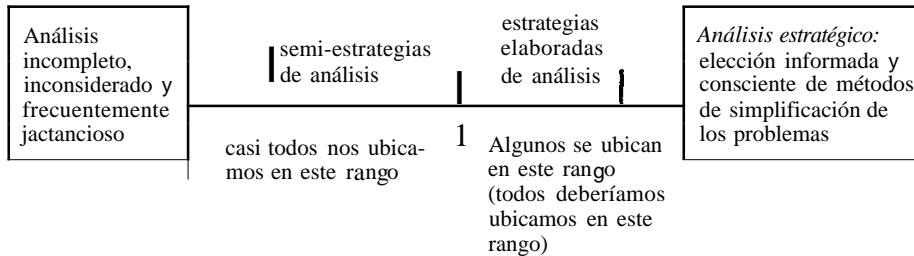 Análisis
incompleto,
inconsiderado y
frecuentemente
jactancioso
semi-estrategias
de análisis
estrategias
elaboradas
de análisis
Análisis estratégico:
elección informada y
consciente de métodos
de simplificación de
los problemas
casi todos nos ubica-
mos en este rango
1
Algunos se ubican
en este rango
(todos deberíamos
ubicamos en este
rango)